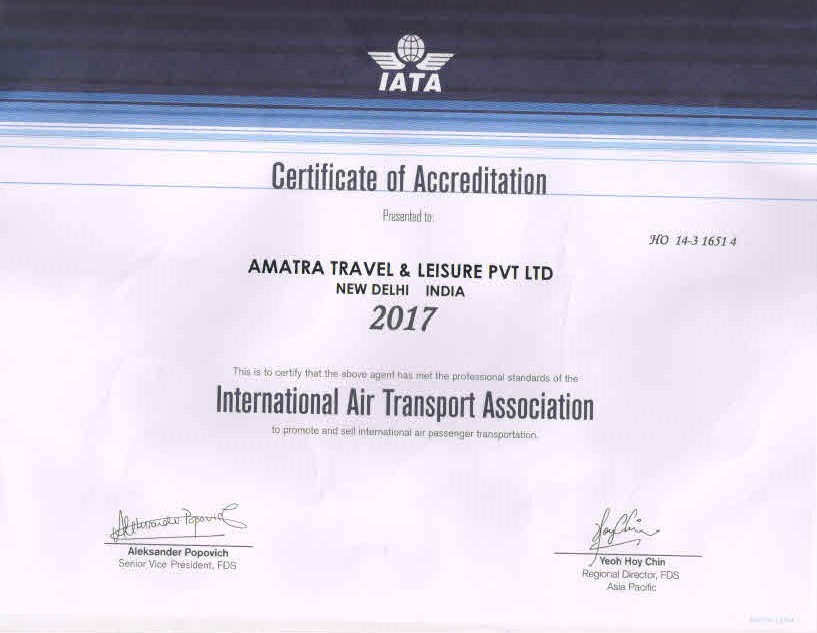 IATA
Certificate of Accreditation
Presented to:
HO 14-3 1651 4
AMATRA TRAVEL & LEISURE PVT LTD
NEW DELHI INDIA
2017
This is to certify that the above agent has met the professional standards of the
International Air Transport Association
to promote and sell international air passenger transportation.
Aleksander Popovich
Aleksander Popovich
Senior Vice President, FDS
Hoy Chin
Yeoh Hoy Chin
Regional Director, FDS
Asia Pacific